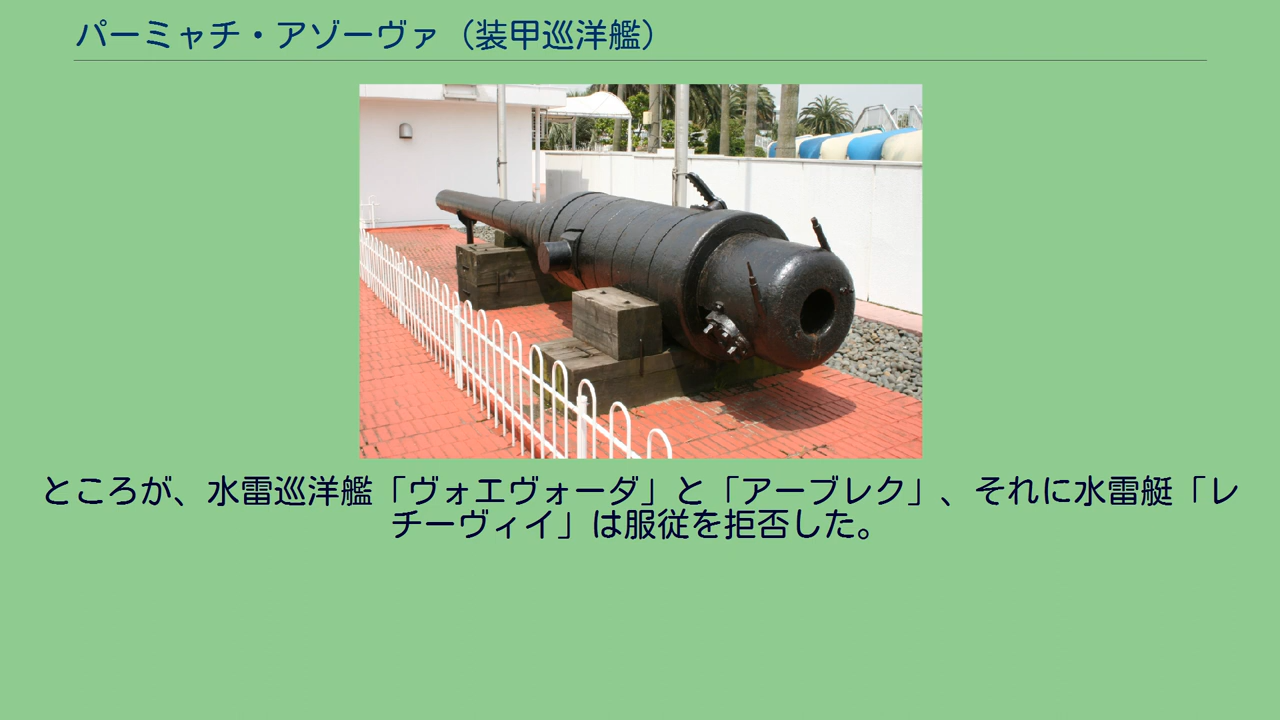 パーミャチ・アゾーヴァ（装甲巡洋艦）
ところが、水雷巡洋艦「ヴォエヴォーダ」と「アーブレク」、それに水雷艇「レ
チーヴィイ」は服従を拒否した。